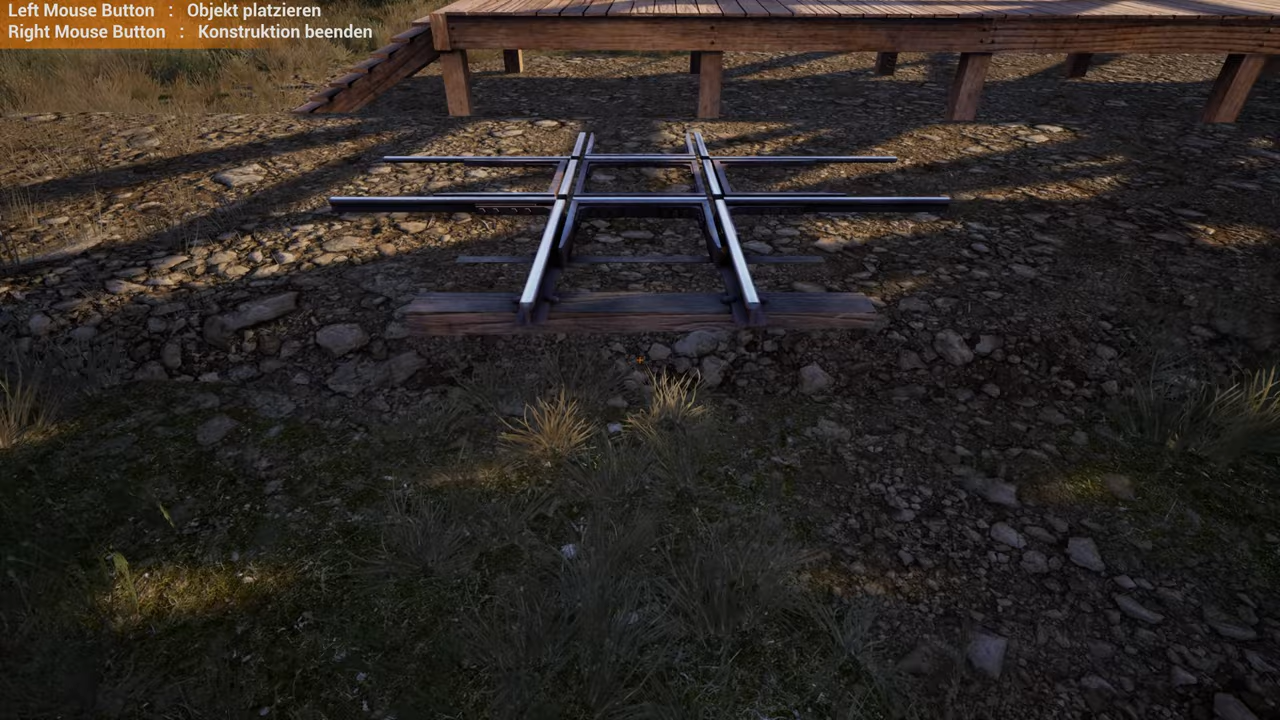 Left Mouse Button : Objekt platzieren
Right Mouse Button : Konstruktion beenden